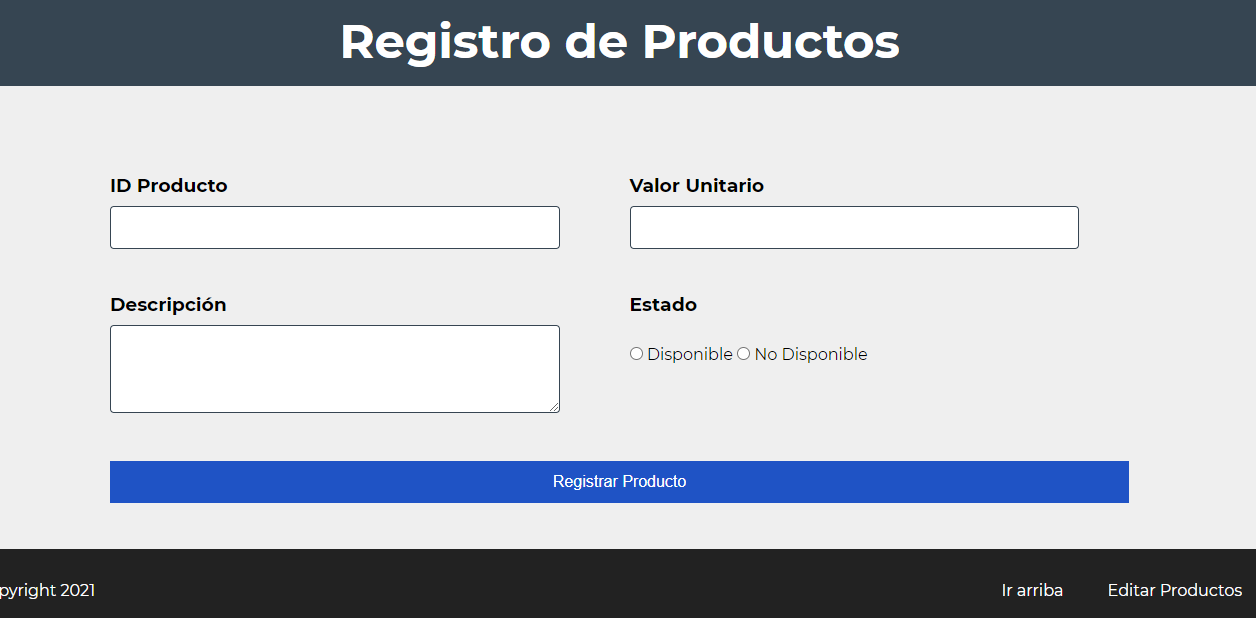 Registro de Productos
ID Producto
Valor Unitario
Descripción
Estado
Disponible No Disponible
Registrar Producto
pyright 2021
Ir arriba
Editar Productos